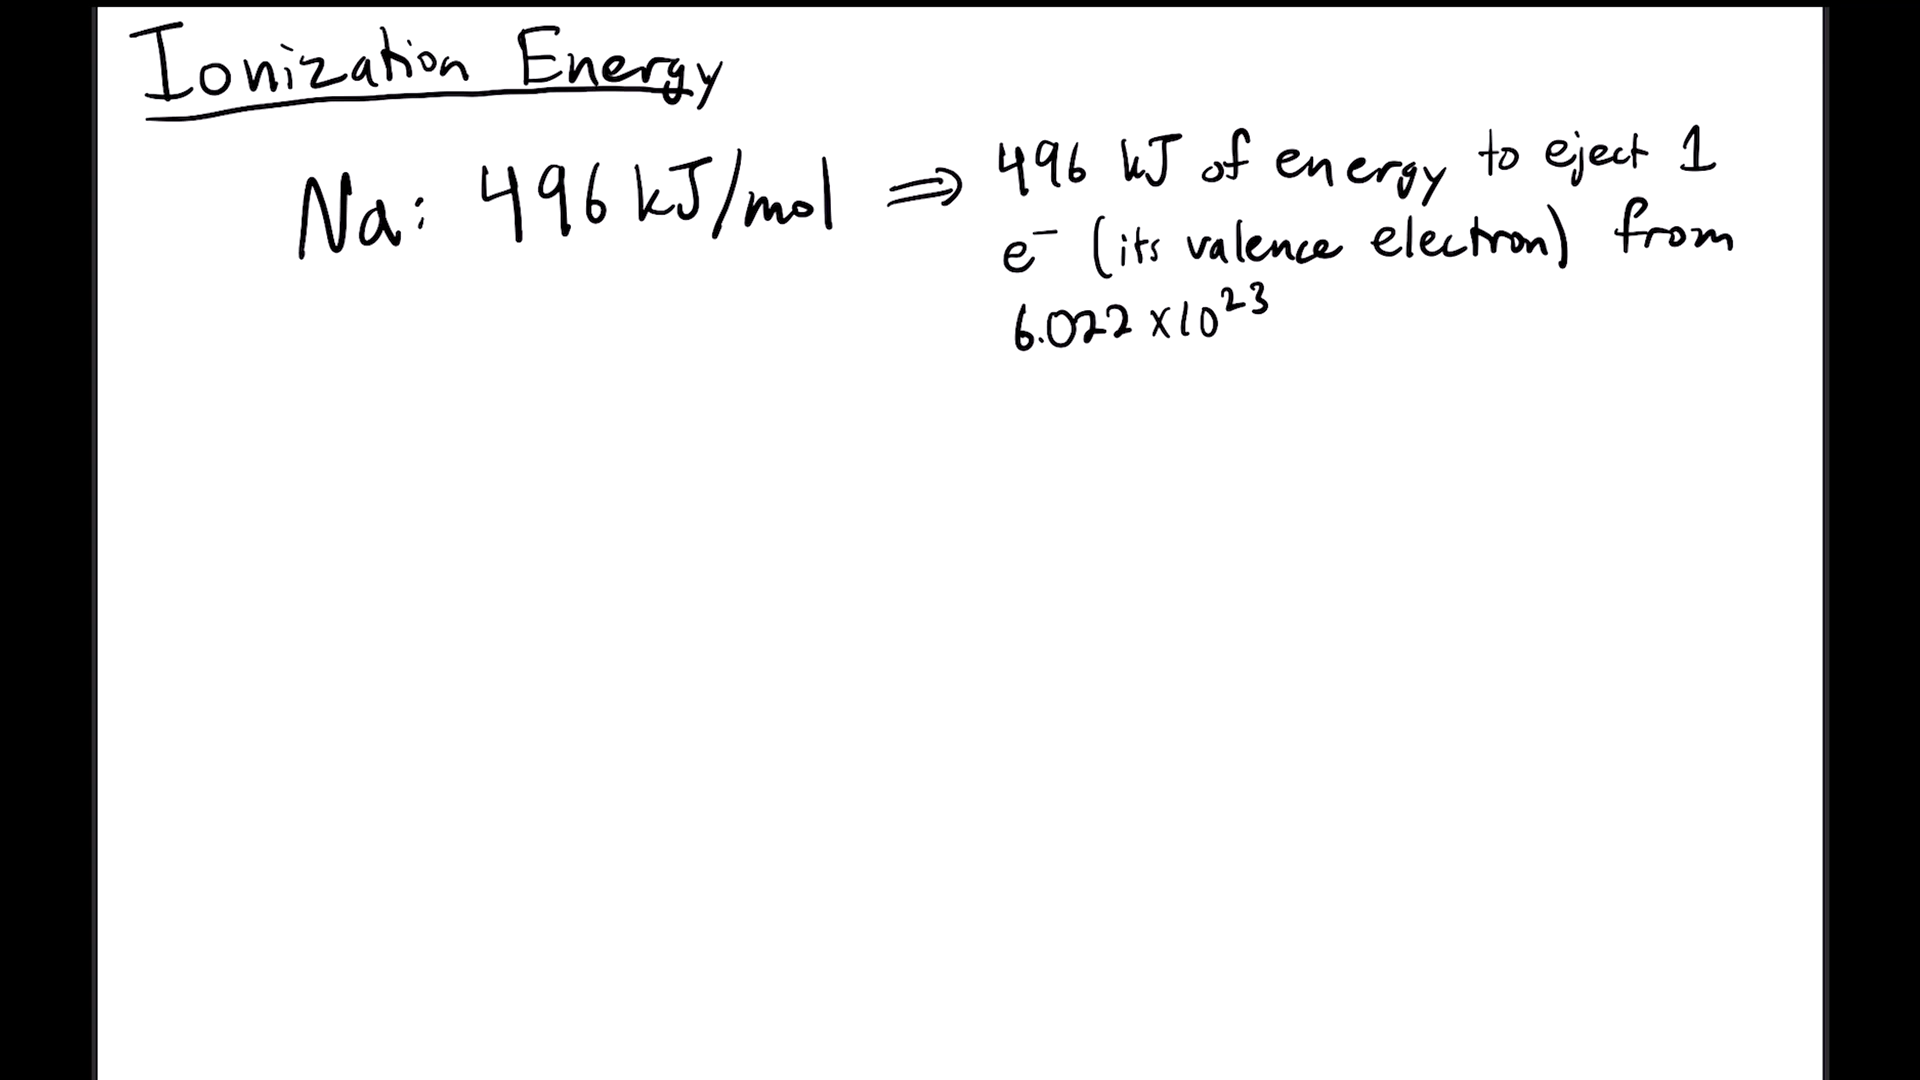 Ionization Energy
Na: 496 kJ/mol ⇒ 496 kJ of energy to eject 1
e⁻ (its valence electron) from
6.022 x10²³